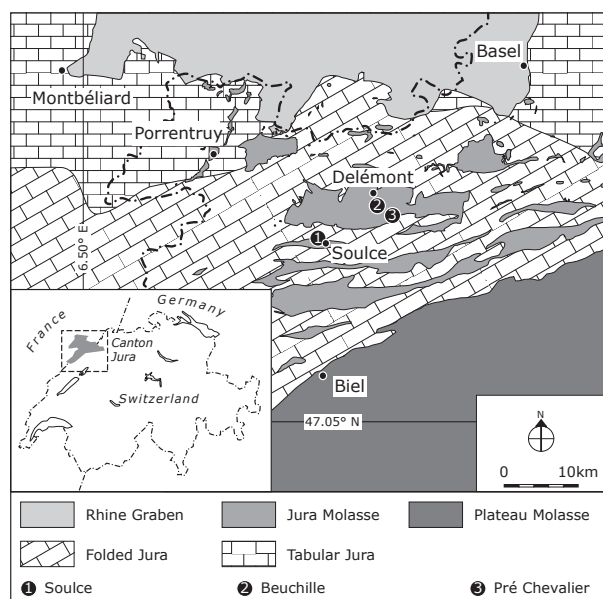 Basel
Montbéliard
Porrentruy
Delémont
2
3
1
Soulce
6.50° E
Germany
France
Canton
Jura
Switzerland
Biel
47.05° N
N
0 10km
Rhine Graben Jura Molasse Plateau Molasse
Folded Jura Tabular Jura
1 Soulce 2 Beuchille 3 Pré Chevalier